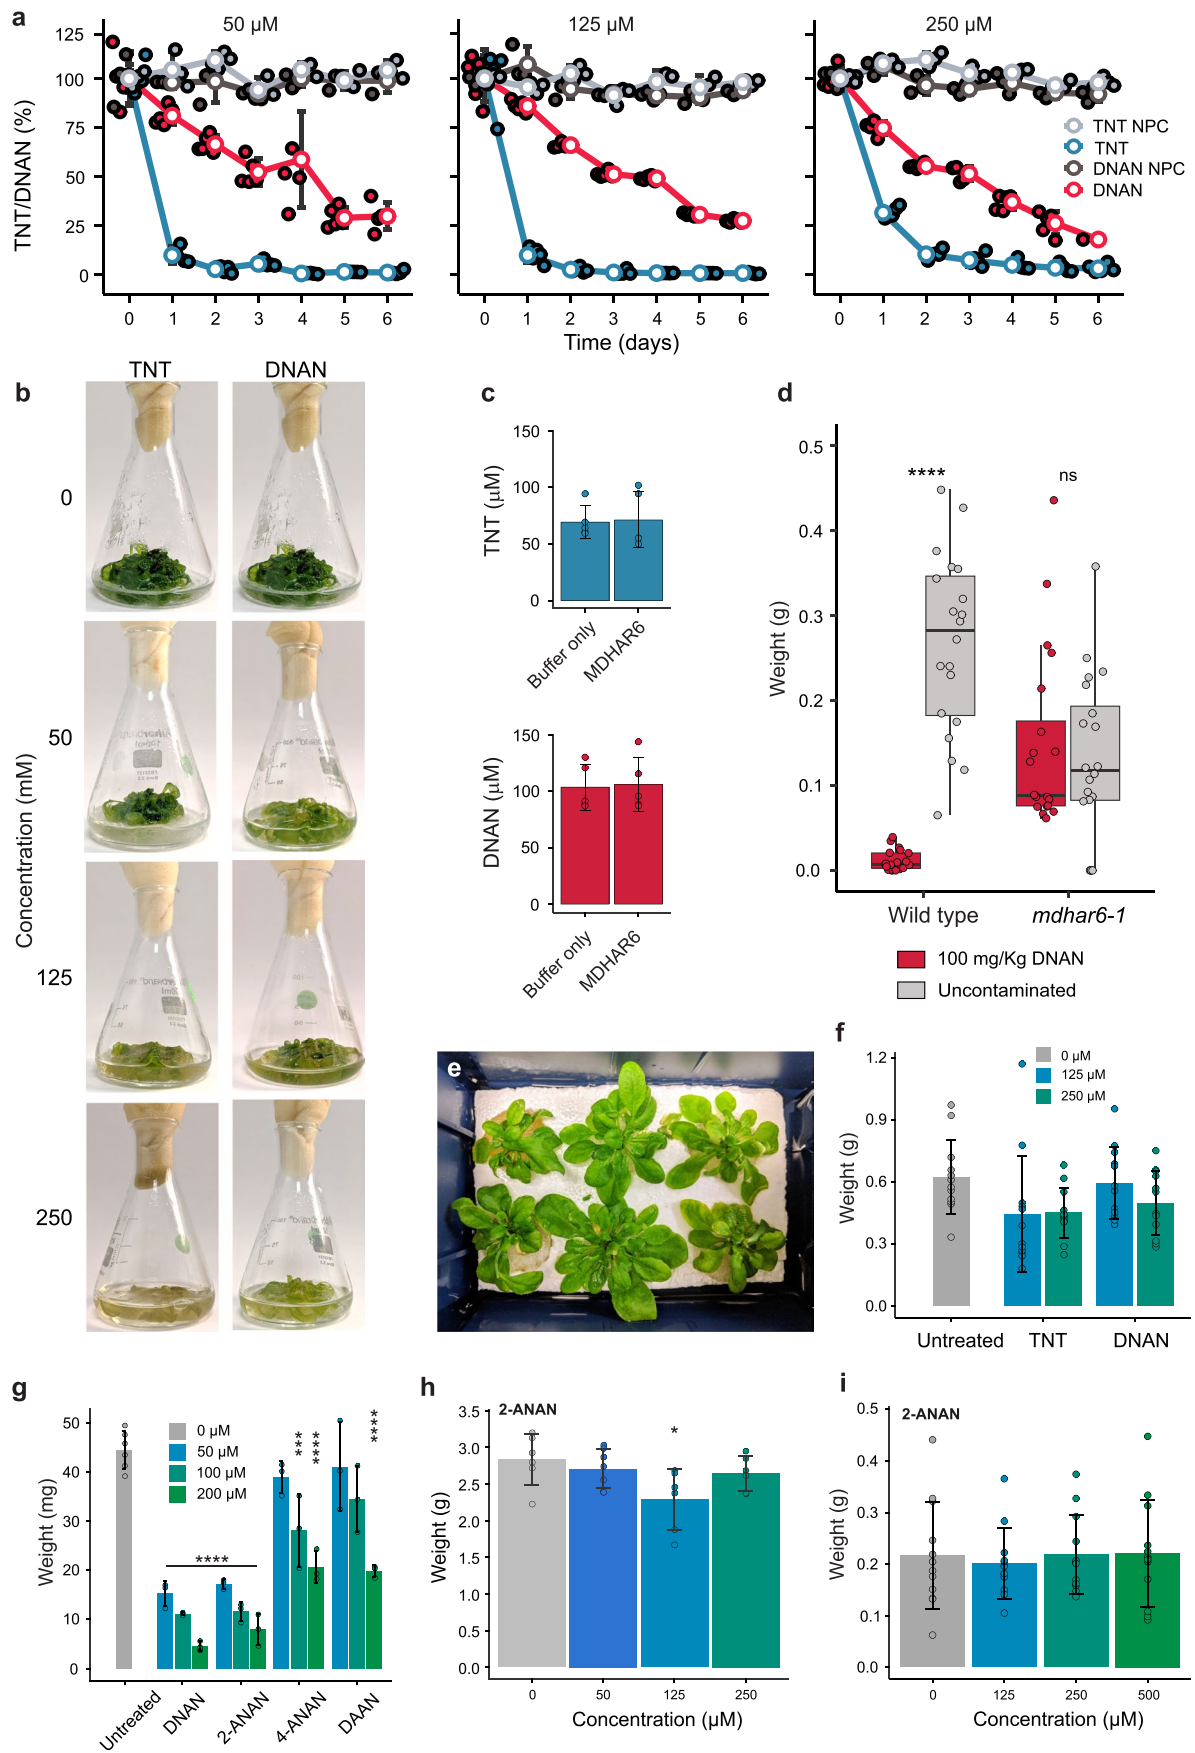 a
50 µM
125 µM
250 µM
TNT/DNAN (%)
125
100
75
50
25
0
0 1 2 3 4 5 6
0 1 2 3 4 5 6
0 1 2 3 4 5 6
Time (days)
TNT NPC
TNT
DNAN NPC
DNAN
b
TNT DNAN
Concentration (mM)
0
50
125
250
c
TNT (µM)
150
100
50
0
Buffer only
MDHAR6
DNAN (µM)
150
100
50
0
Buffer only
MDHAR6
d
Weight (g)
0.5
0.4
0.3
0.2
0.1
0.0
****
ns
Wild type
mdhar6-1
100 mg/Kg DNAN
Uncontaminated
e
f
Weight (g)
1.2
0.9
0.6
0.3
0.0
0 µM
125 µM
250 µM
Untreated TNT DNAN
g
Weight (mg)
50
40
30
20
10
0
0 µM
50 µM
100 µM
200 µM
****
***
****
****
Untreated
DNAN
2-ANAN
4-ANAN
DAAN
h
2-ANAN
Weight (g)
3.5
3.0
2.5
2.0
1.5
1.0
0.5
0.0
*
0 50 125 250
Concentration (µM)
i
2-ANAN
Weight (g)
0.5
0.4
0.3
0.2
0.1
0.0
0 125 250 500
Concentration (µM)